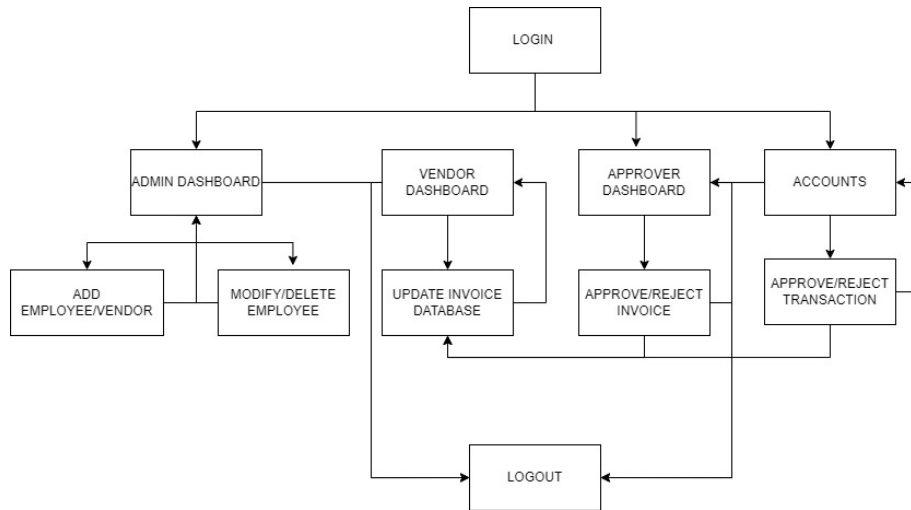 LOGIN
ADMIN DASHBOARD
VENDOR
DASHBOARD
APPROVER
DASHBOARD
ACCOUNTS
ADD
EMPLOYEE/VENDOR
MODIFY/DELETE
EMPLOYEE
UPDATE INVOICE
DATABASE
APPROVE/REJECT
INVOICE
APPROVE/REJECT
TRANSACTION
LOGOUT